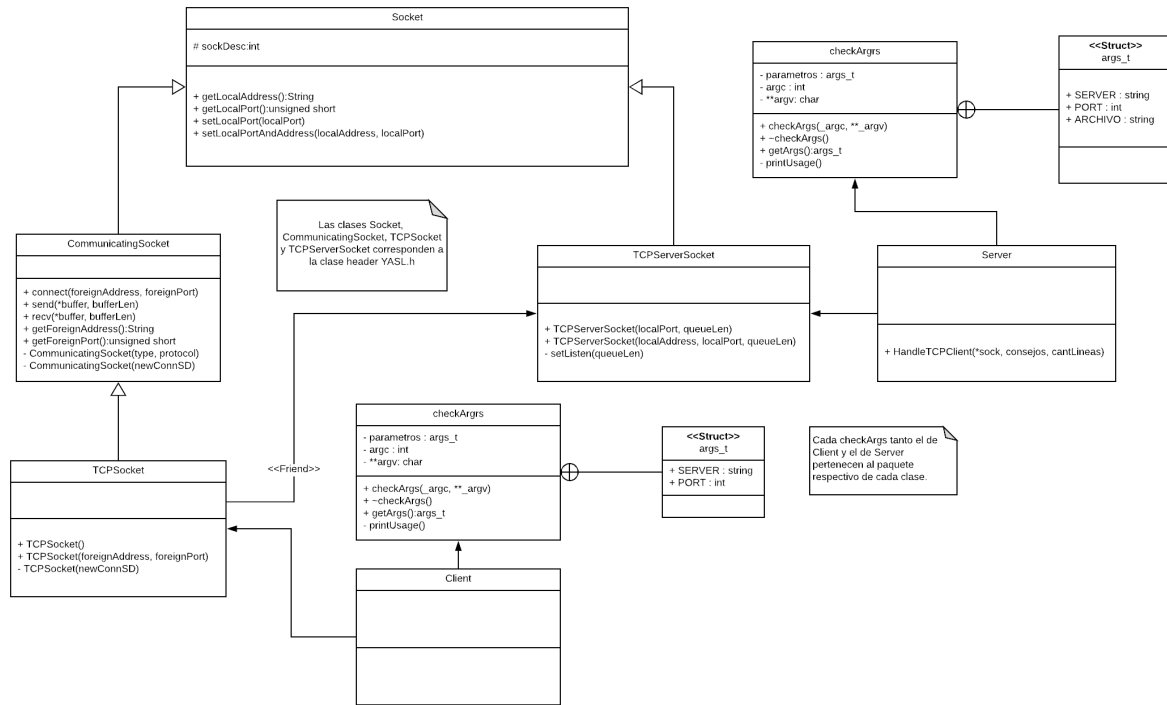 Socket
# sockDesc:int
+ getLocalAddress():String
+ getLocalPort():unsigned short
+ setLocalPort(localPort)
+ setLocalPortAndAddress(localAddress, localPort)
checkArgrs
- parametros : args_t
- argc : int
- **argv: char
+ checkArgs(_argc, **_argv)
+ ~checkArgs()
+ getArgs():args_t
- printUsage()
<<Struct>>
args_t
+ SERVER : string
+ PORT : int
+ ARCHIVO : string
Las clases Socket,
CommunicatingSocket, TCPSocket
y TCPServerSocket corresponden a
la clase header YASL.h
CommunicatingSocket
+ connect(foreignAddress, foreignPort)
+ send(*buffer, bufferLen)
+ recv(*buffer, bufferLen)
+ getForeignAddress():String
+ getForeignPort():unsigned short
- CommunicatingSocket(type, protocol)
- CommunicatingSocket(newConnSD)
TCPServerSocket
+ TCPServerSocket(localPort, queueLen)
+ TCPServerSocket(localAddress, localPort, queueLen)
- setListen(queueLen)
Server
+ HandleTCPClient(*sock, consejos, cantLineas)
TCPSocket
+ TCPSocket()
+ TCPSocket(foreignAddress, foreignPort)
- TCPSocket(newConnSD)
<<Friend>>
checkArgrs
- parametros : args_t
- argc : int
- **argv: char
+ checkArgs(_argc, **_argv)
+ ~checkArgs()
+ getArgs():args_t
- printUsage()
<<Struct>>
args_t
+ SERVER : string
+ PORT : int
Cada checkArgs tanto el de
Client y el de Server
pertenecen al paquete
respectivo de cada clase.
Client